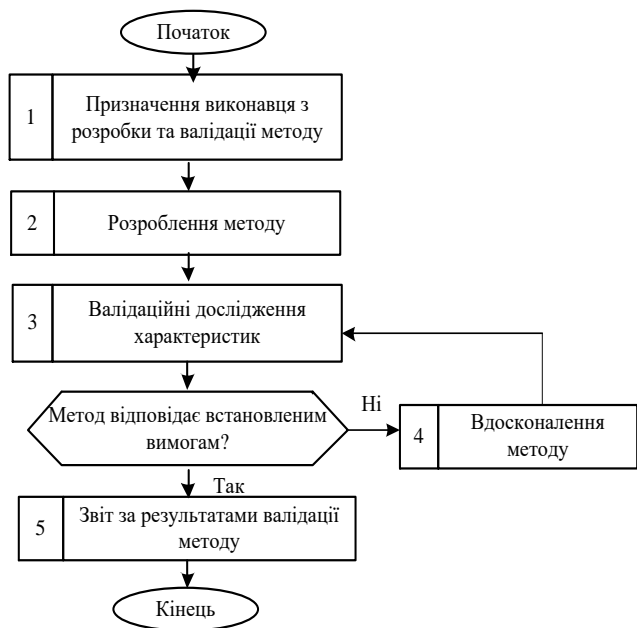 Початок
1
Призначення виконавця з
розробки та валідації методу
2
Розроблення методу
3
Валідаційні дослідження
характеристик
Метод відповідає встановленим
вимогам?
Ні
4
Вдосконалення
методу
Так
5
Звіт за результатами валідації
методу
Кінець